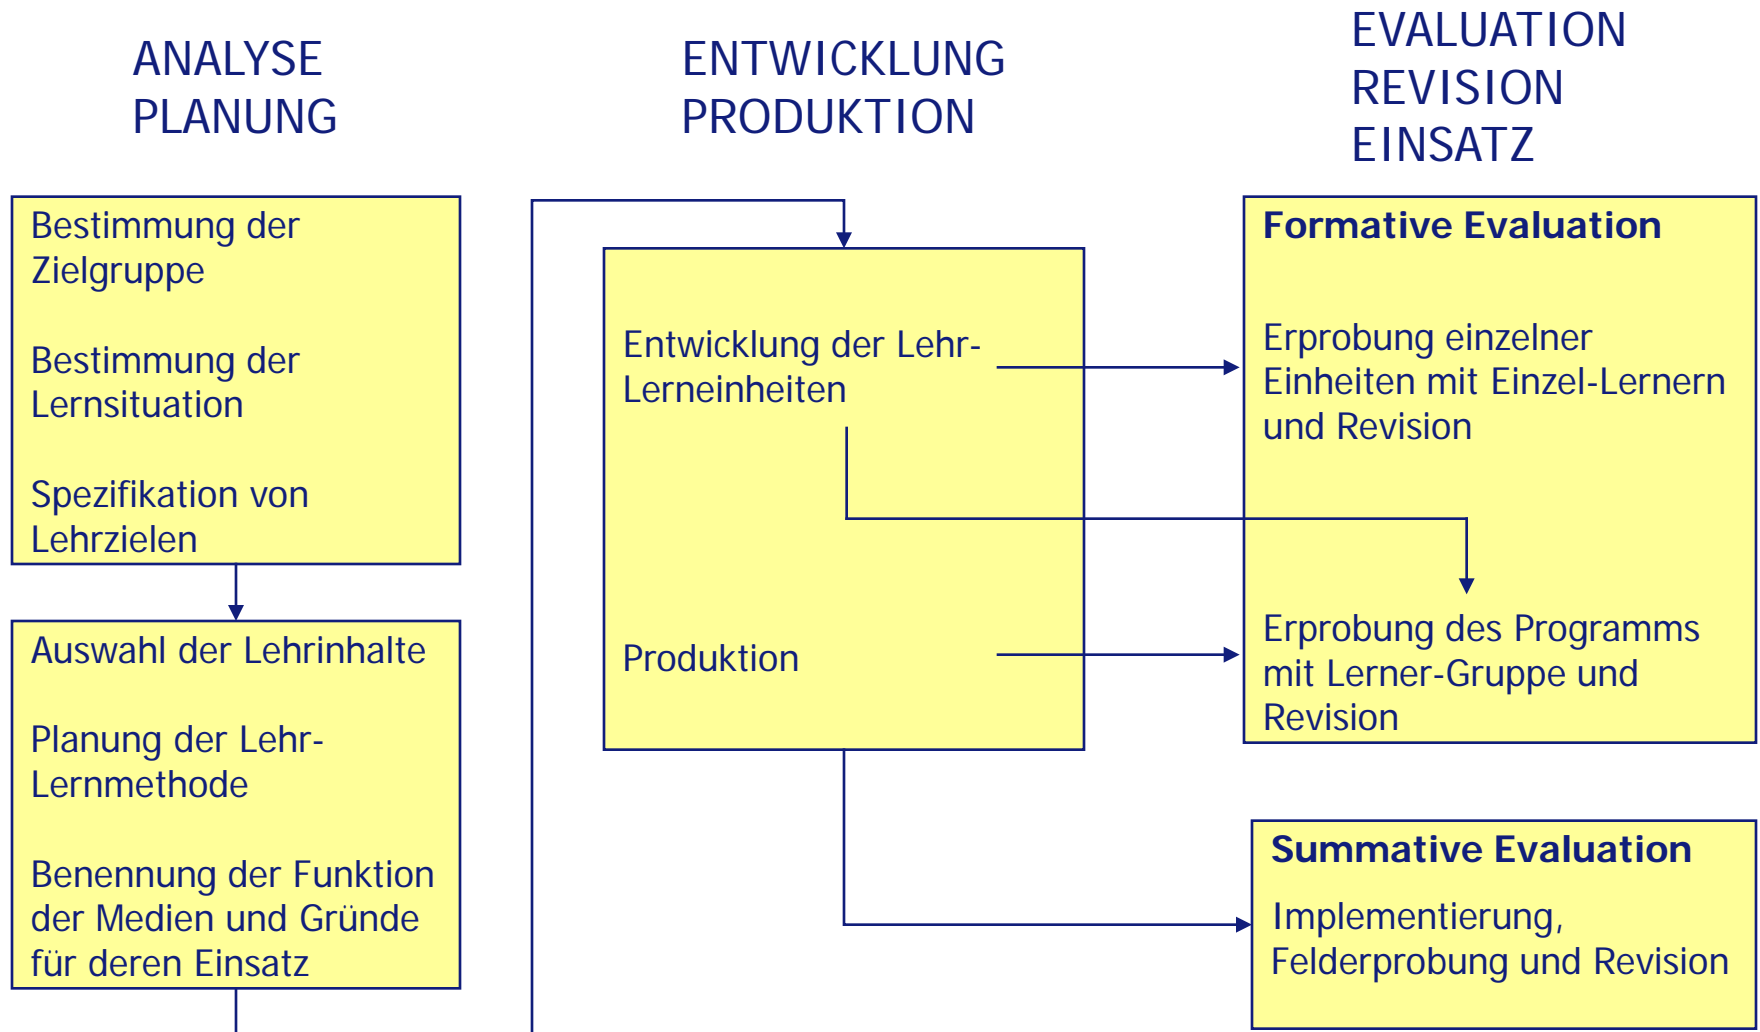 ANALYSE
PLANUNG
ENTWICKLUNG
PRODUKTION
EVALUATION
REVISION
EINSATZ
Bestimmung der
Zielgruppe
Bestimmung der
Lernsituation
Spezifikation von
Lehrzielen
Auswahl der Lehrinhalte
Planung der Lehr-
Lernmethode
Benennung der Funktion
der Medien und Gründe
für deren Einsatz
Entwicklung der Lehr-
Lerneinheiten
Produktion
Formative Evaluation
Erprobung einzelner
Einheiten mit Einzel-Lernern
und Revision
Erprobung des Programms
mit Lerner-Gruppe und
Revision
Summative Evaluation
Implementierung,
Felderprobung und Revision